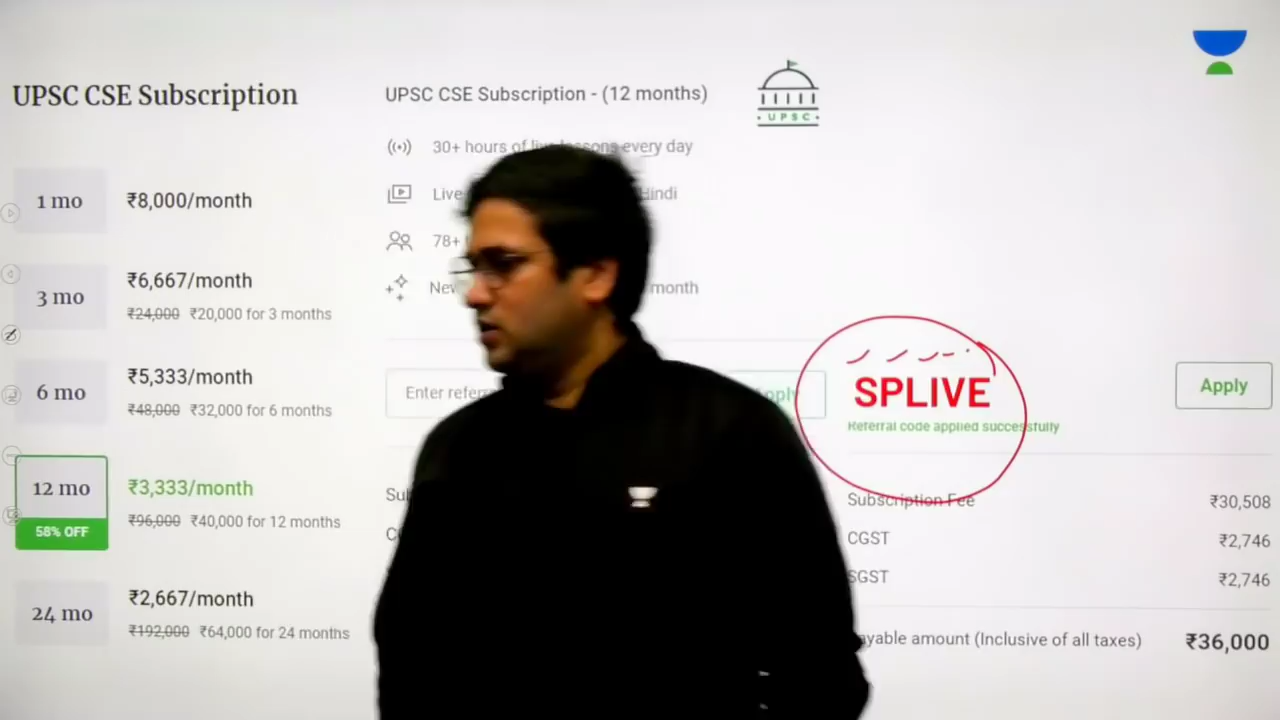 UPSC CSE Subscription
1 mo
₹8,000/month
3 mo
₹6,667/month
₹24,000 ₹20,000 for 3 months
6 mo
₹5,333/month
₹48,000 ₹32,000 for 6 months
12 mo
58% OFF
₹3,333/month
₹96,000 ₹40,000 for 12 months
24 mo
₹2,667/month
₹192,000 ₹64,000 for 24 months
UPSC CSE Subscription - (12 months)
UPSC
30+ hours of live lessons every day
Live
78+
month
Enter
SPLIVE
Referral code applied successfully
Apply
Subscription Fee ₹30,508
CGST ₹2,746
SGST ₹2,746
amount (Inclusive of all taxes) ₹36,000